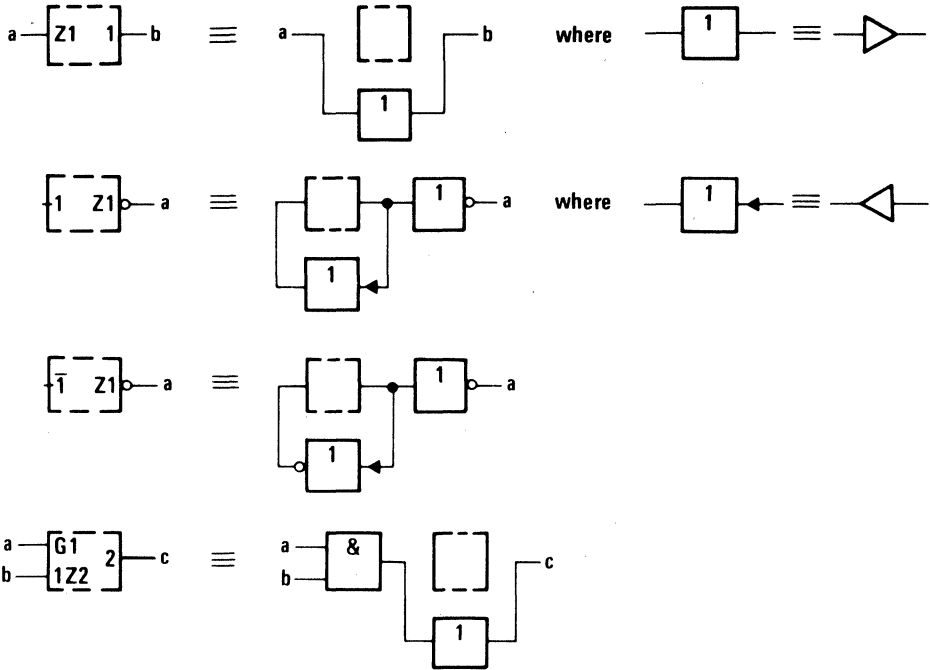 a Z1 1 b ≡ a b where 1 ≡
1
1 Z1 a ≡ 1 a where 1 ≡
1
1̅ Z1 a ≡ 1 a
1
a G1 2 c ≡ a & c
b 1Z2 b
1